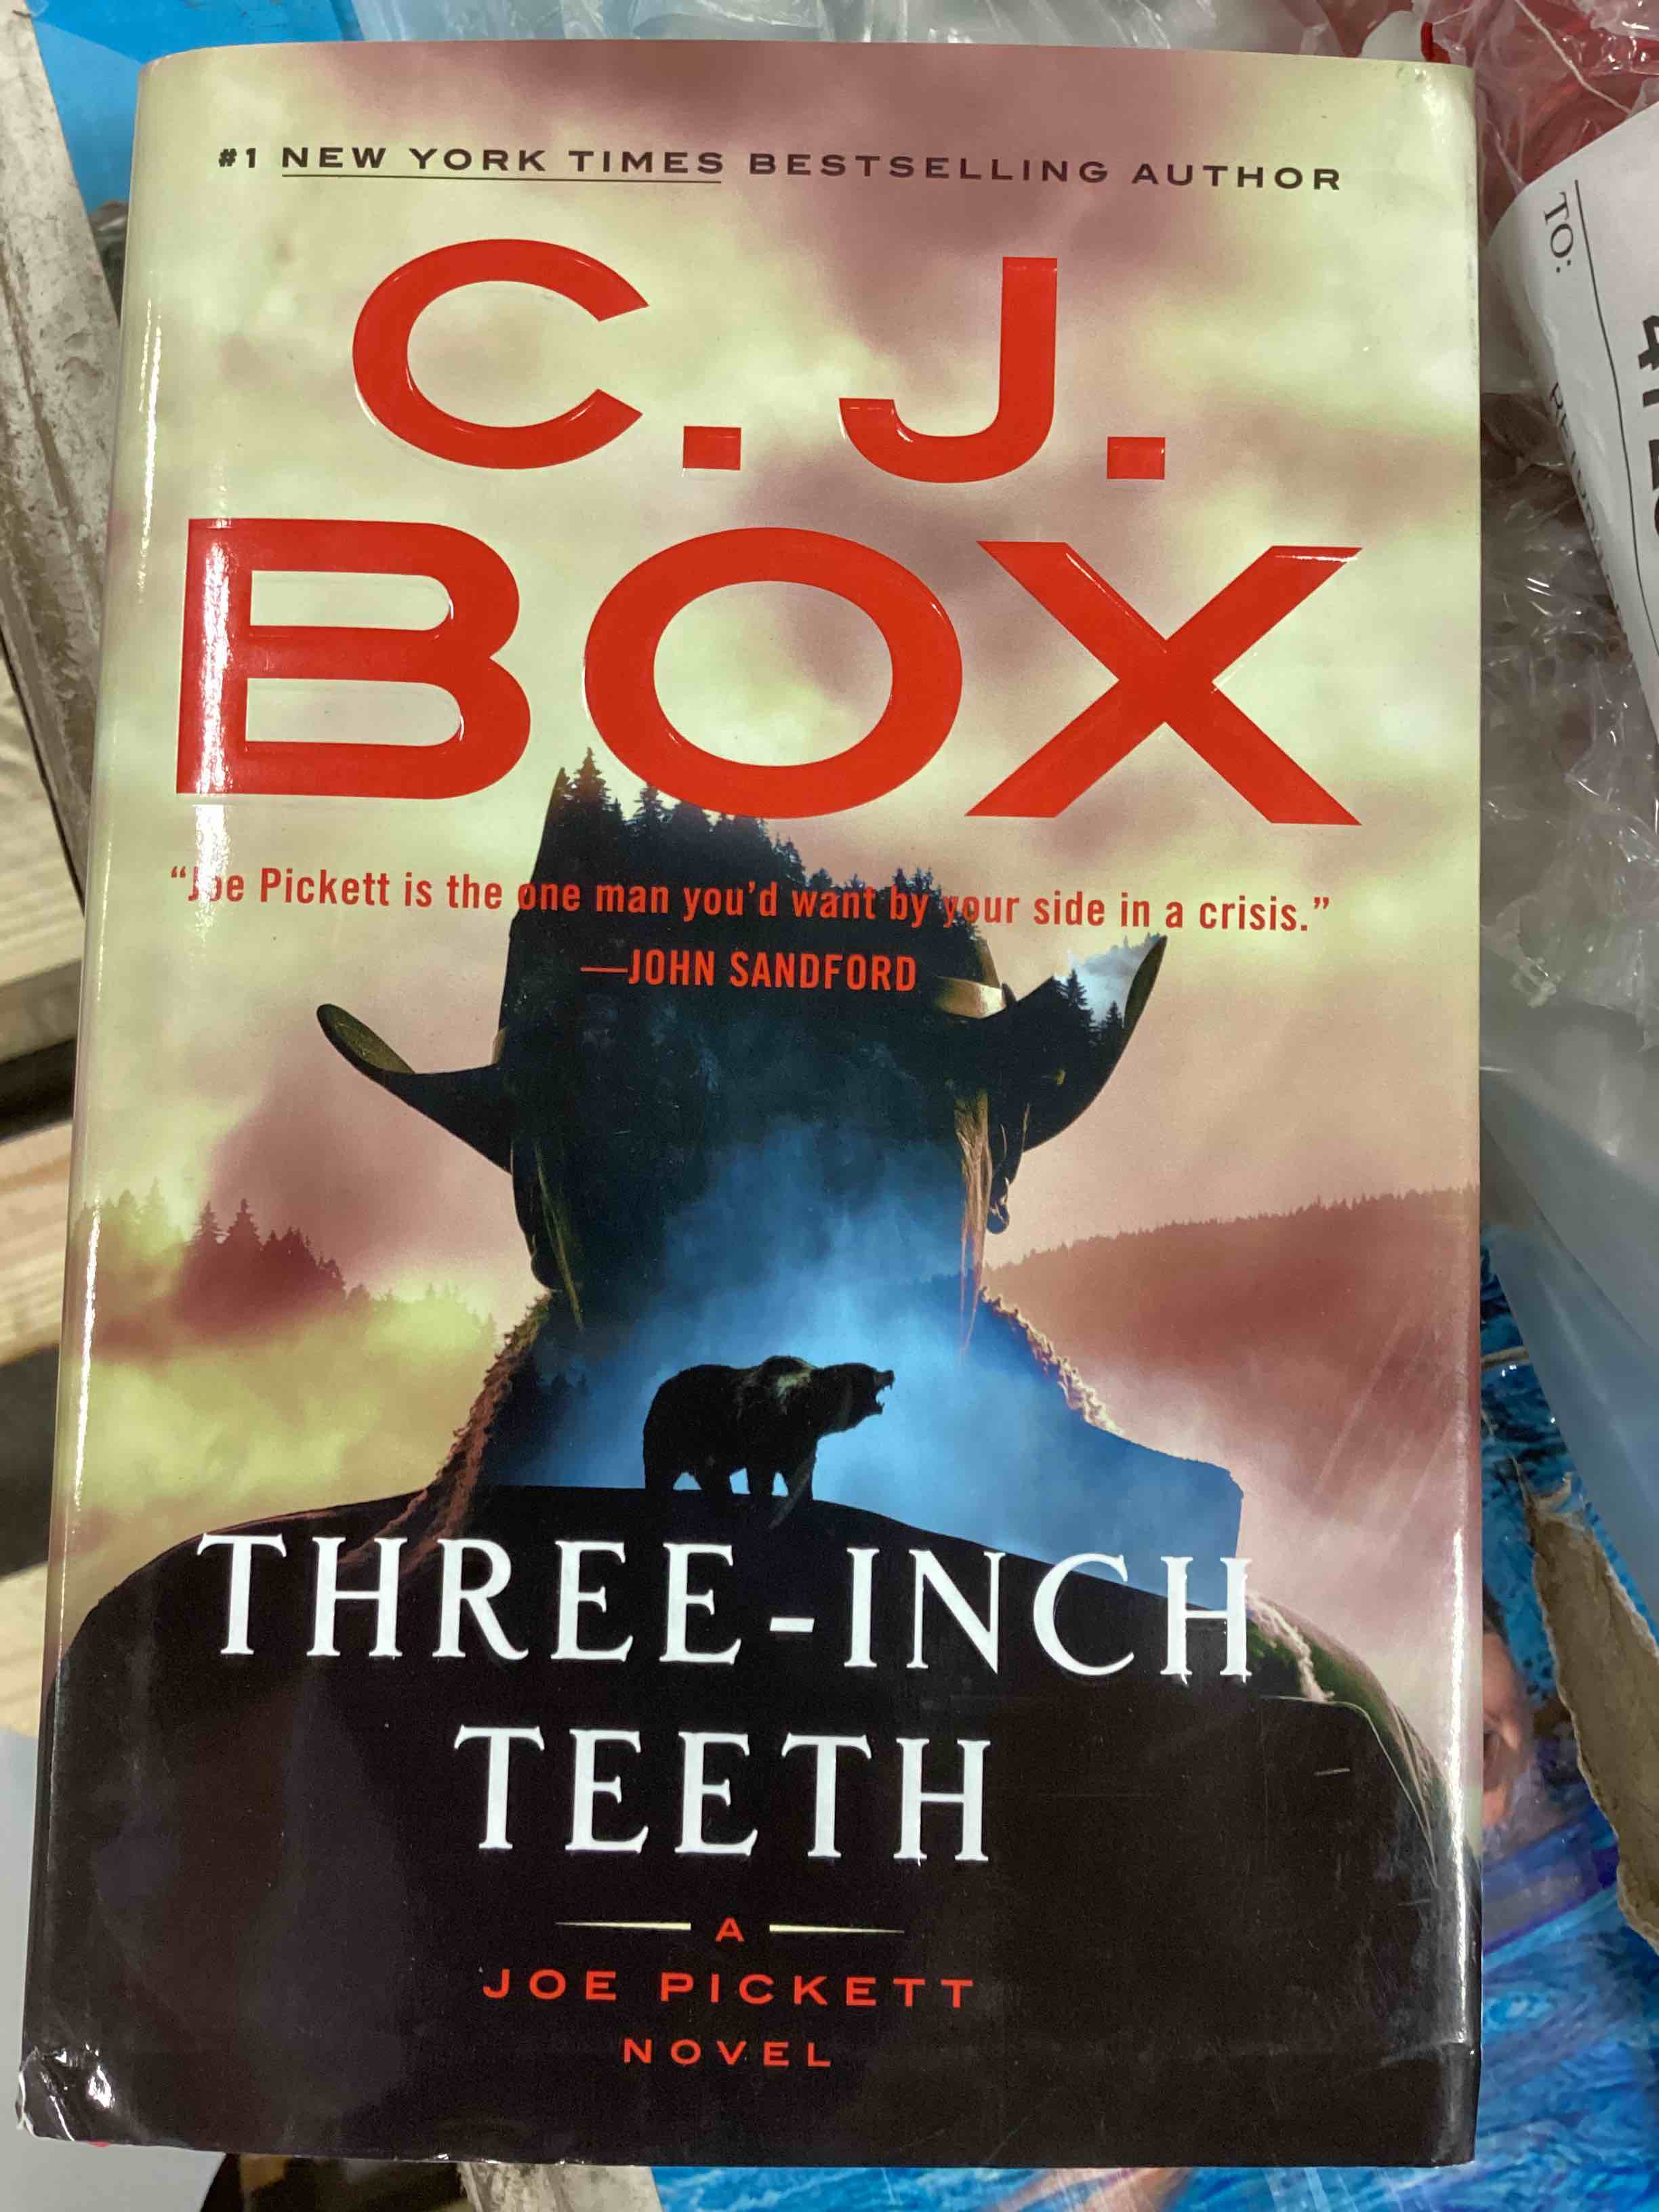 #1 NEW YORK TIMES BESTSELLING AUTHOR
C. J.
BOX
“Joe Pickett is the one man you’d want by your side in a crisis.”
—JOHN SANDFORD
THREE-INCH
TEETH
A
JOE PICKETT
NOVEL
TO: